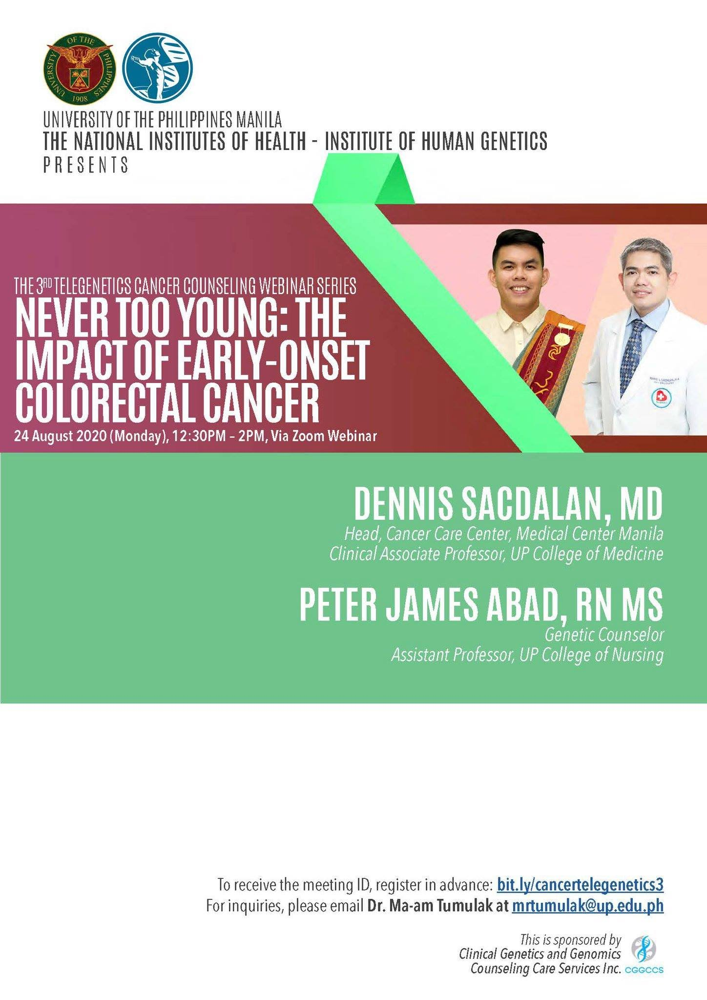 UNIVERSITY OF THE PHILIPPINES
1908
UNIVERSITY OF THE PHILIPPINES MANILA
THE NATIONAL INSTITUTES OF HEALTH - INSTITUTE OF HUMAN GENETICS
PRESENTS
THE 3RD TELEGENETICS CANCER COUNSELING WEBINAR SERIES
NEVER TOO YOUNG: THE
IMPACT OF EARLY-ONSET
COLORECTAL CANCER
24 August 2020 (Monday), 12:30PM – 2PM, Via Zoom Webinar
DENNIS SACDALAN, MD
Head, Cancer Care Center, Medical Center Manila
Clinical Associate Professor, UP College of Medicine
PETER JAMES ABAD, RN MS
Genetic Counselor
Assistant Professor, UP College of Nursing
To receive the meeting ID, register in advance: bit.ly/cancertelegenetics3
For inquiries, please email Dr. Ma-am Tumulak at mrtumulak@up.edu.ph
This is sponsored by
Clinical Genetics and Genomics
Counseling Care Services Inc.
CGGCCS